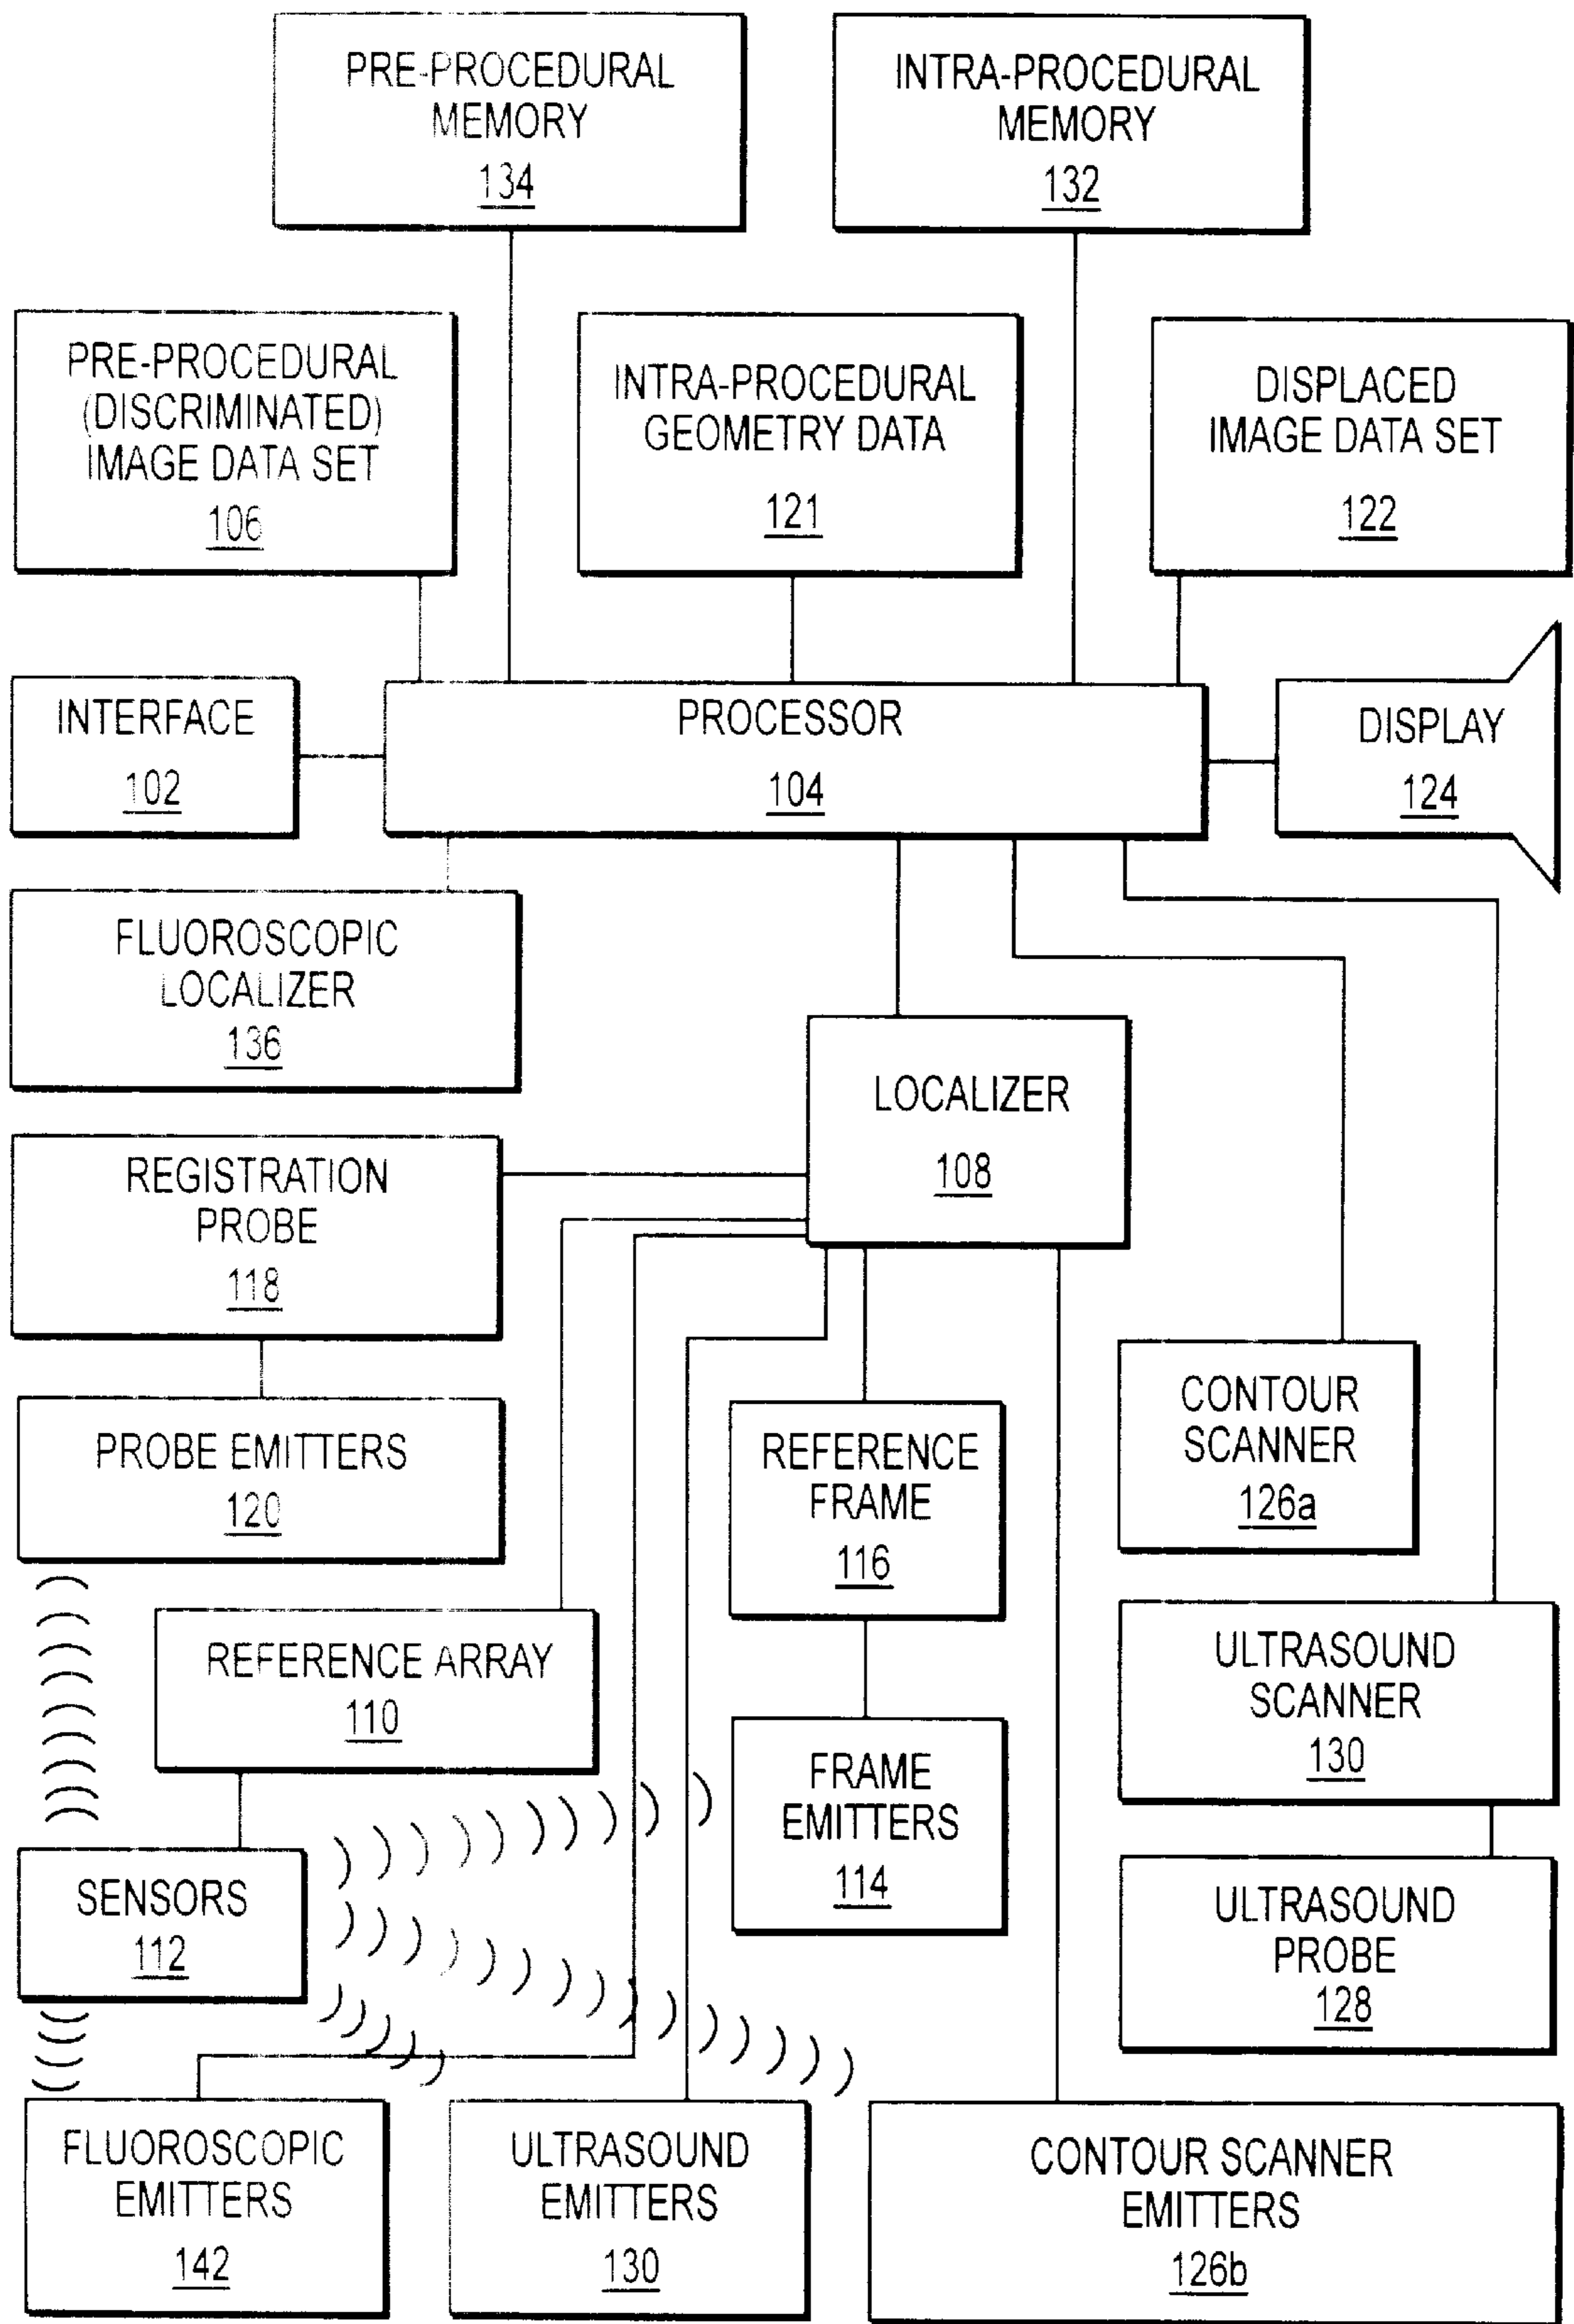 PRE-PROCEDURAL
MEMORY
134
INTRA-PROCEDURAL
MEMORY
132
PRE-PROCEDURAL
(DISCRIMINATED)
IMAGE DATA SET
106
INTRA-PROCEDURAL
GEOMETRY DATA
121
DISPLACED
IMAGE DATA SET
122
INTERFACE
102
PROCESSOR
104
DISPLAY
124
FLUOROSCOPIC
LOCALIZER
136
LOCALIZER
108
REGISTRATION
PROBE
118
PROBE EMITTERS
120
REFERENCE
FRAME
116
CONTOUR
SCANNER
126a
REFERENCE ARRAY
110
ULTRASOUND
SCANNER
130
FRAME
EMITTERS
114
SENSORS
112
ULTRASOUND
PROBE
128
FLUOROSCOPIC
EMITTERS
142
ULTRASOUND
EMITTERS
130
CONTOUR SCANNER
EMITTERS
126b